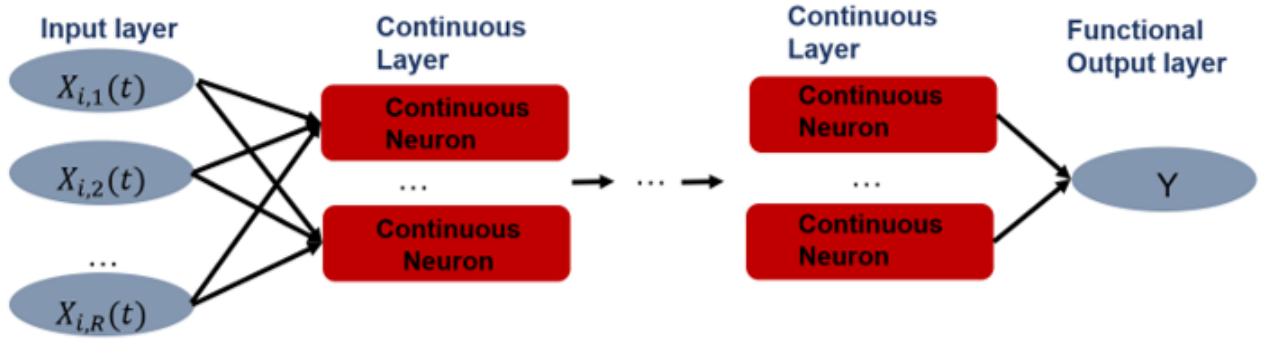 Input layer
X_{i,1}(t)
X_{i,2}(t)
...
X_{i,R}(t)
Continuous
Layer
Continuous
Neuron
...
Continuous
Neuron
...
Continuous
Layer
Continuous
Neuron
...
Continuous
Neuron
Functional
Output layer
Y